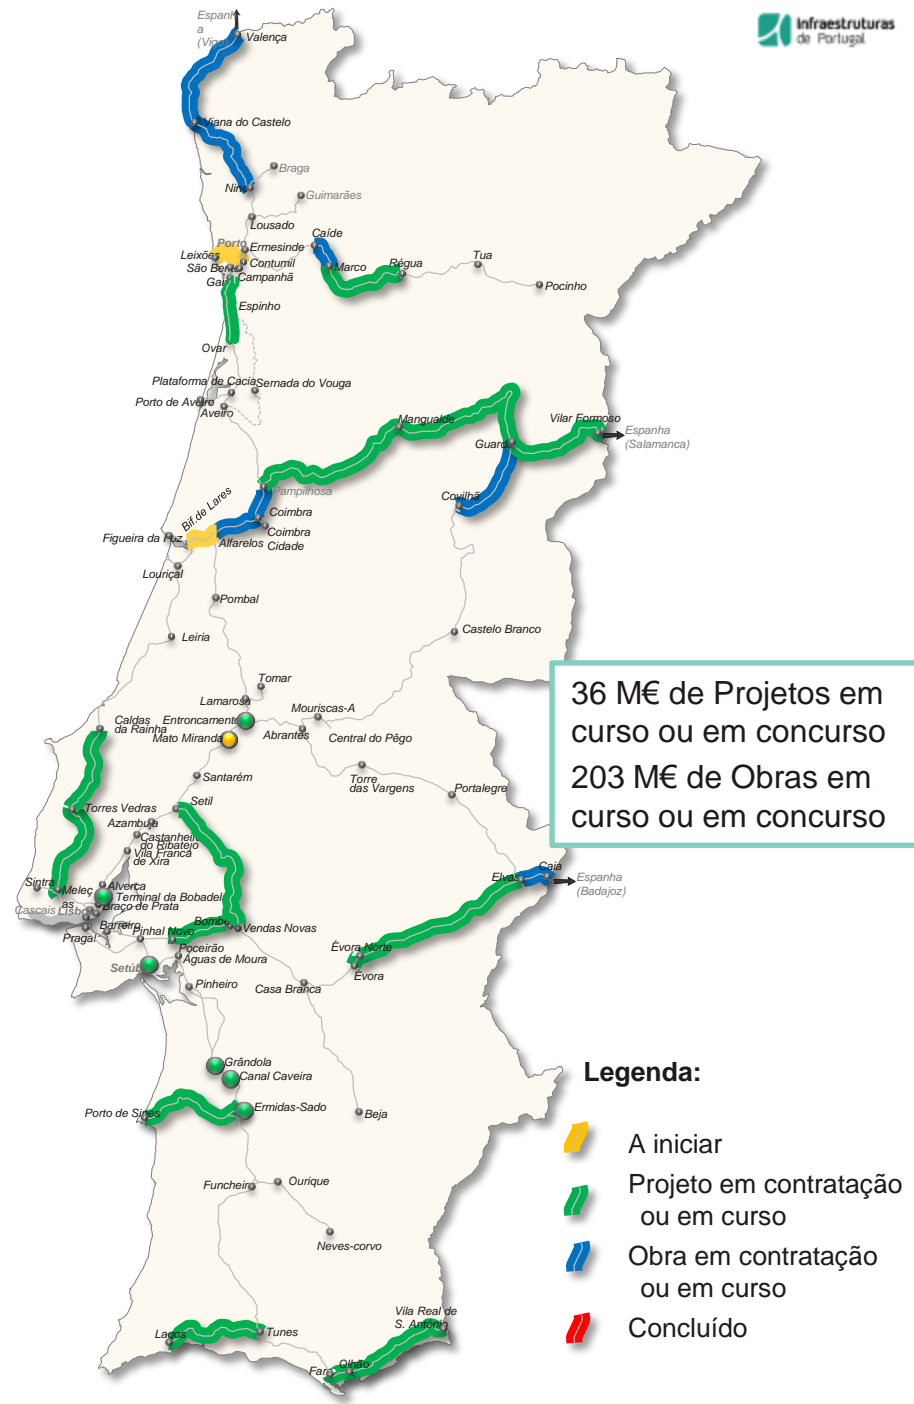 Infraestruturas
de Portugal
Espanh
a
(Vigo)
Valença
Viana do Castelo
Braga
Nine
Guimarães
Lousado
Caíde
Porto
Ermesinde
Leixões
Contumil
São Bento
Marco
Régua
Tua
Campanhã
Gaia
Pocinho
Espinho
Ovar
Plataforma de Cacia
Sernada do Vouga
Porto de Aveiro
Aveiro
Mangualde
Vilar Formoso
Espanha
(Salamanca)
Guarda
Pampilhosa
Covilhã
Bif.de Lares
Coimbra
Coimbra
Cidade
Figueira da Foz
Alfarelos
Louriçal
Pombal
Castelo Branco
Leiria
Tomar
Lamarosa
Mouriscas-A
Caldas
da Rainha
Entroncamento
Mato Miranda
Abrantes
Central do Pêgo
Santarém
Torre
das Vargens
Portalegre
36 M€ de Projetos em
curso ou em concurso
203 M€ de Obras em
curso ou em concurso
Torres Vedras
Setil
Azambuja
Castanheira
do Ribatejo
Vila Franca
de Xira
Sintra
Meleç
as
Alverca
Terminal da Bobadel
Braço de Prata
Cascais
Lisboa
Elvas
Caia
Espanha
(Badajoz)
Barreiro
Pragal
Pinhal Novo
Bombel
Vendas Novas
Poceirão
Águas de Moura
Setúbal
Évora Norte
Évora
Pinheiro
Casa Branca
Grândola
Canal Caveira
Porto de Sines
Ermidas-Sado
Beja
Funcheira
Ourique
Neves-corvo
Lagos
Tunes
Vila Real de
S. António
Faro
Olhão
Legenda:
A iniciar
Projeto em contratação
ou em curso
Obra em contratação
ou em curso
Concluído